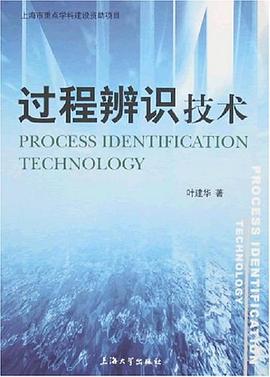 上海市重点学科建设资助项目
过程辨识技术
PROCESS IDENTIFICATION
TECHNOLOGY
叶建华 著
PROCESS IDENTIFICATION
TECHNOLOGY
上海大学出版社